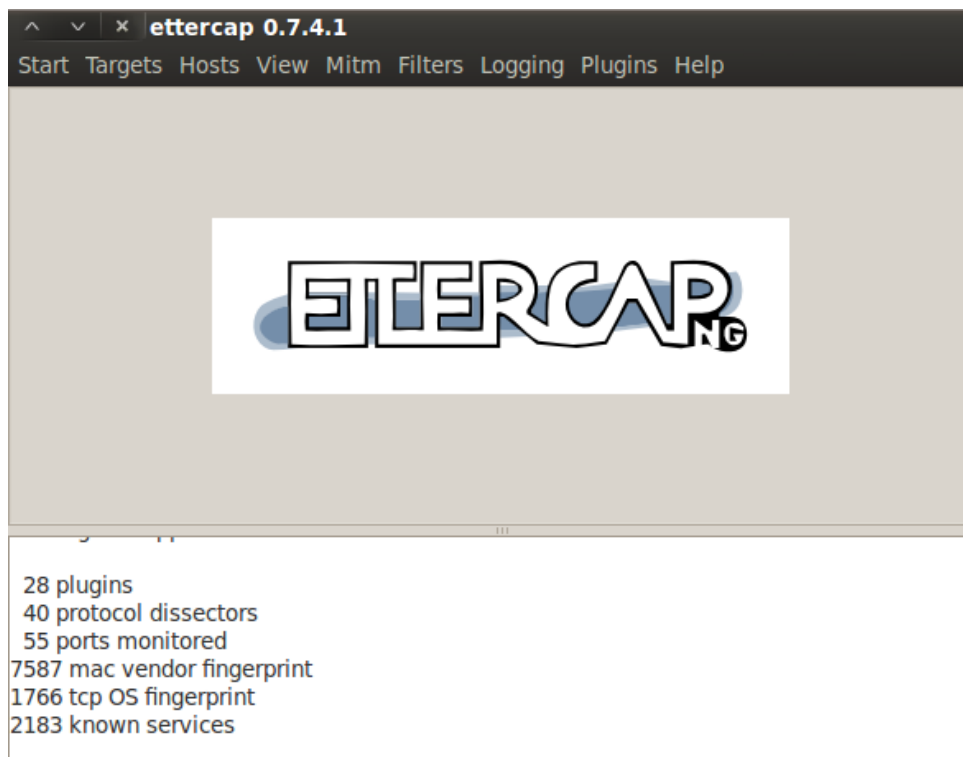 ettercap 0.7.4.1
Start Targets Hosts View Mitm Filters Logging Plugins Help
ETTERCAP NG
28 plugins
40 protocol dissectors
55 ports monitored
7587 mac vendor fingerprint
1766 tcp OS fingerprint
2183 known services